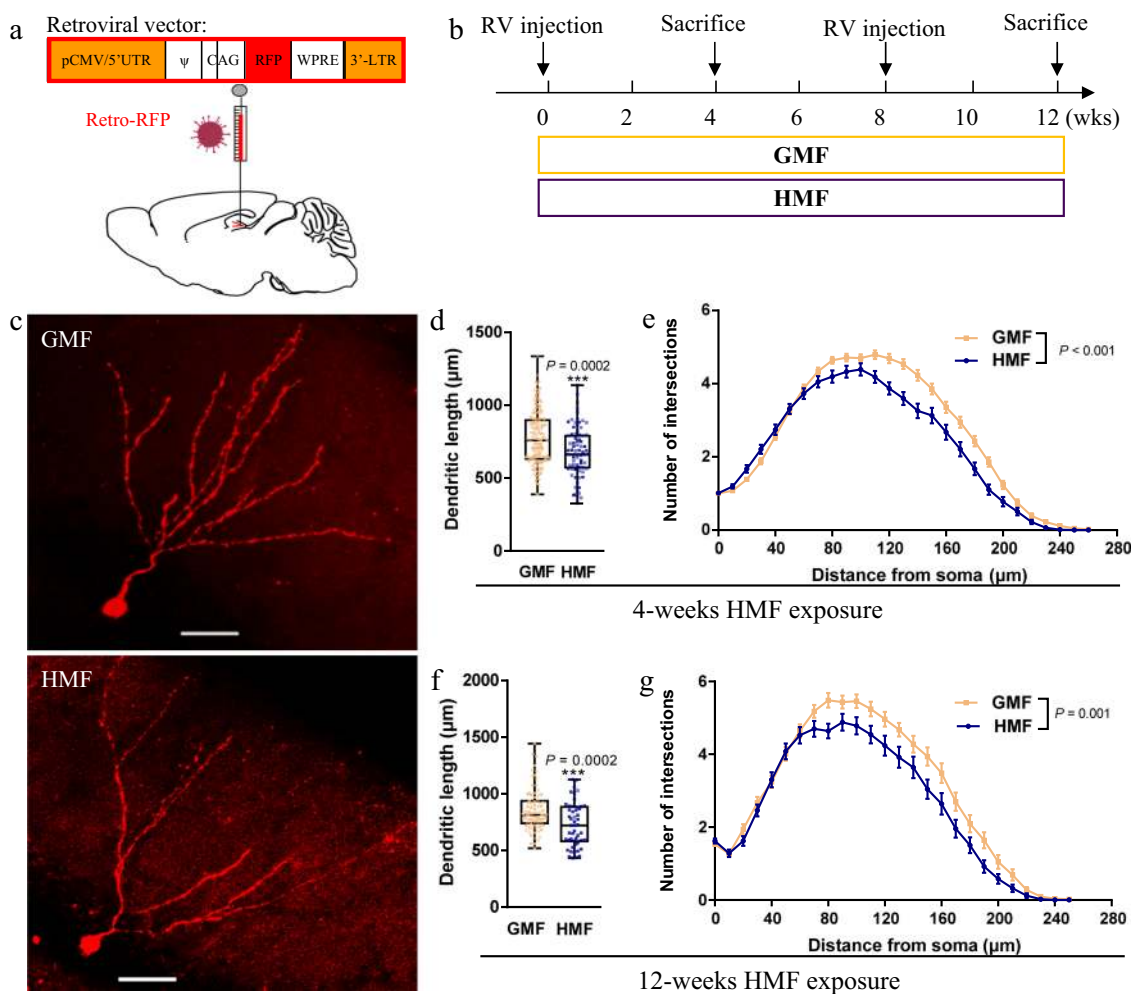 a
Retroviral vector:
pCMV/5’UTR ψ CAG RFP WPRE 3’-LTR
Retro-RFP
b
RV injection Sacrifice RV injection Sacrifice
0 2 4 6 8 10 12 (wks)
GMF
HMF
c
GMF
HMF
d
Dendritic length (µm)
1500
1000
500
0
P = 0.0002
***
GMF HMF
e
Number of intersections
6
4
2
0
GMF
HMF
P < 0.001
0 40 80 120 160 200 240 280
Distance from soma (µm)
4-weeks HMF exposure
f
Dendritic length (µm)
2000
1500
1000
500
0
P = 0.0002
***
GMF HMF
g
Number of intersections
6
4
2
0
GMF
HMF
P = 0.001
0 40 80 120 160 200 240 280
Distance from soma (µm)
12-weeks HMF exposure